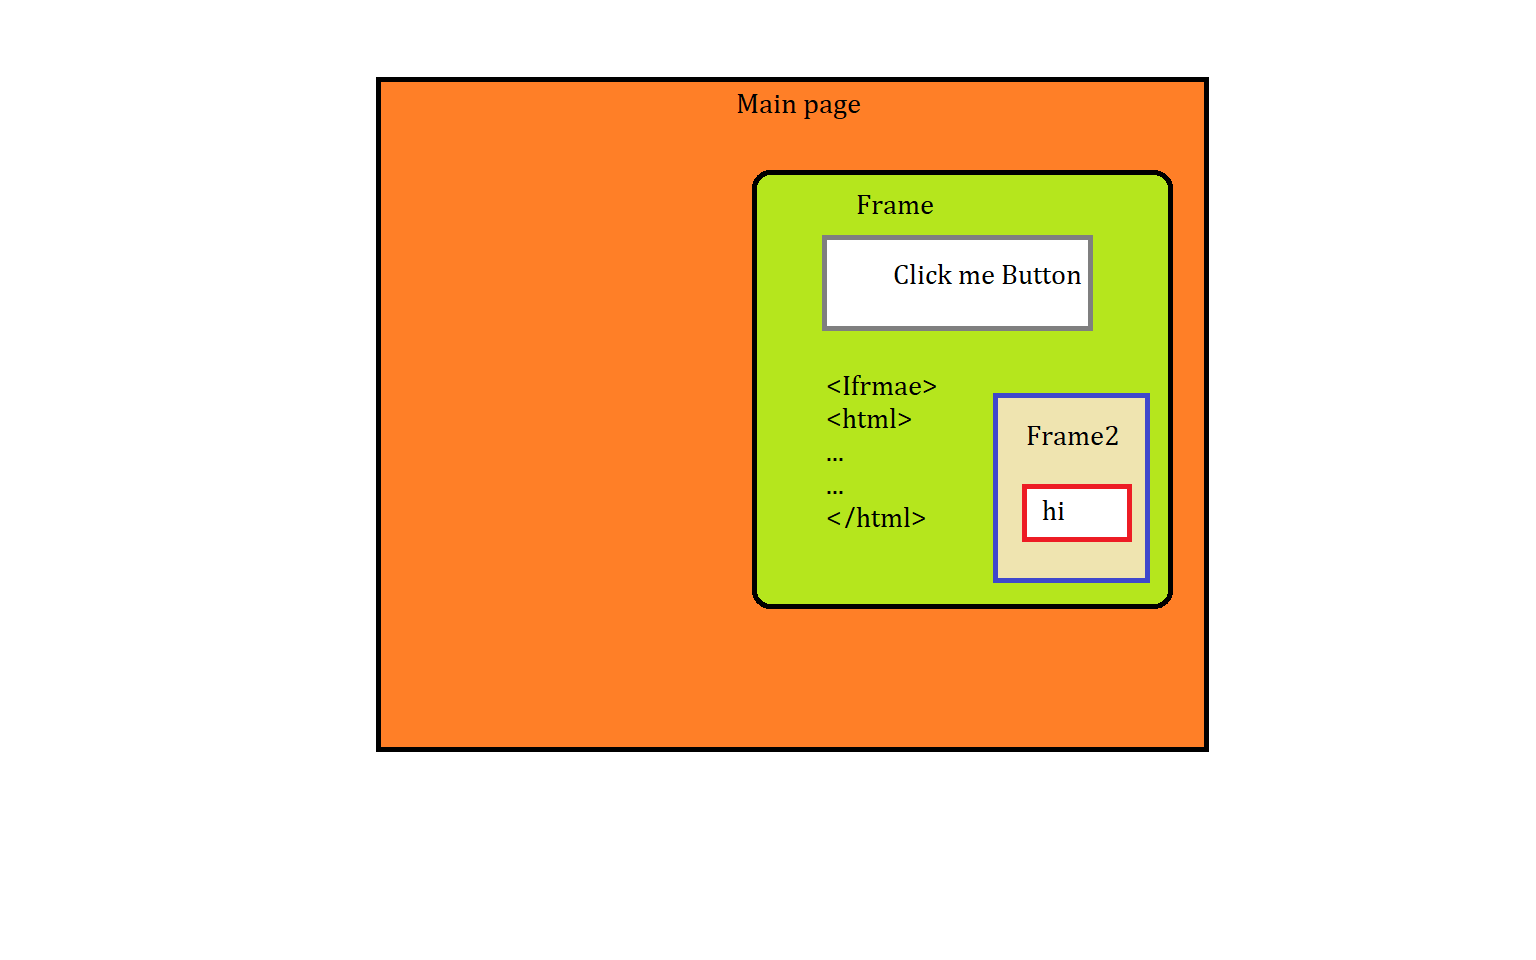 Main page
Frame
Click me Button
<Ifrmae>
<html>
...
...
</html>
Frame2
hi